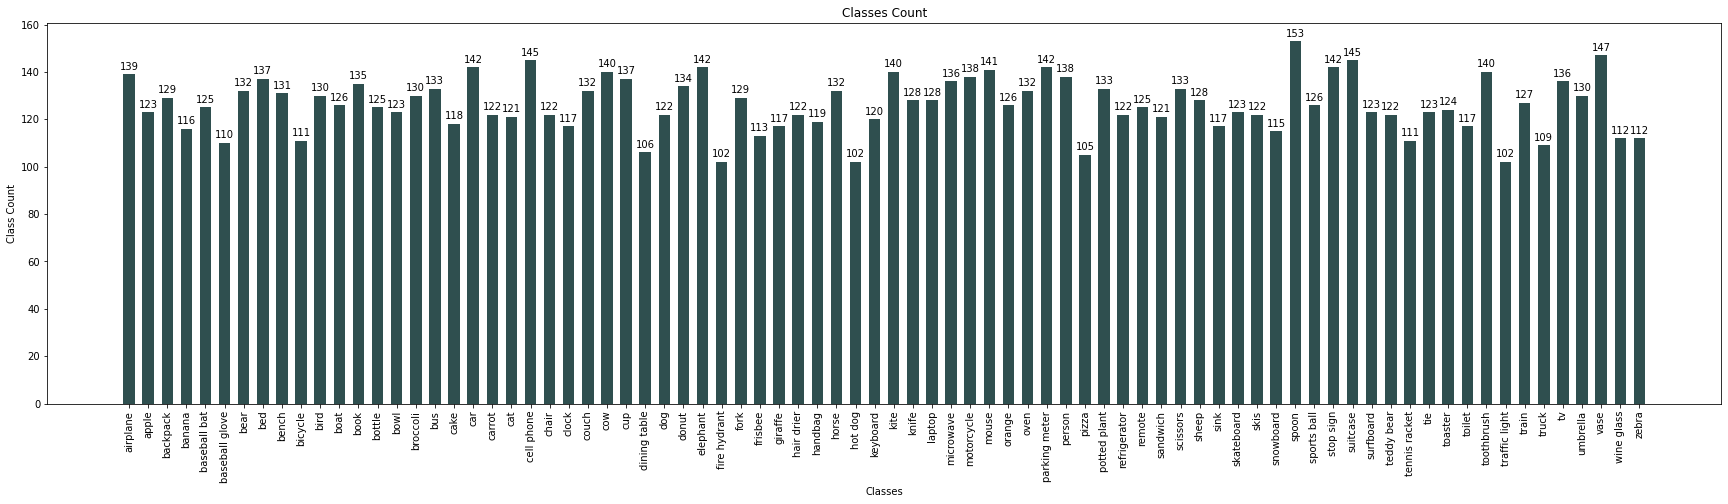 Classes Count
160
140
120
100
80
60
40
20
0
Class Count
139
123
129
116
125
110
132
137
131
111
130
126
135
125
123
130
133
118
142
122
121
145
122
117
132
140
137
106
122
134
142
102
129
113
117
122
119
132
102
120
140
128
128
136
138
141
126
132
142
138
105
133
122
125
121
133
128
117
123
122
115
153
126
142
145
123
122
111
123
124
117
140
102
127
109
136
130
147
112
112
airplane
apple
backpack
banana
baseball bat
baseball glove
bear
bed
bench
bicycle
bird
boat
book
bottle
bowl
broccoli
bus
cake
car
carrot
cat
cell phone
chair
clock
couch
cow
cup
dining table
dog
donut
elephant
fire hydrant
fork
frisbee
giraffe
hair drier
handbag
horse
hot dog
keyboard
kite
knife
laptop
microwave
motorcycle
mouse
orange
oven
parking meter
person
pizza
potted plant
refrigerator
remote
sandwich
scissors
sheep
sink
skateboard
skis
snowboard
spoon
sports ball
stop sign
suitcase
surfboard
teddy bear
tennis racket
tie
toaster
toilet
toothbrush
traffic light
train
truck
tv
umbrella
vase
wine glass
zebra
Classes